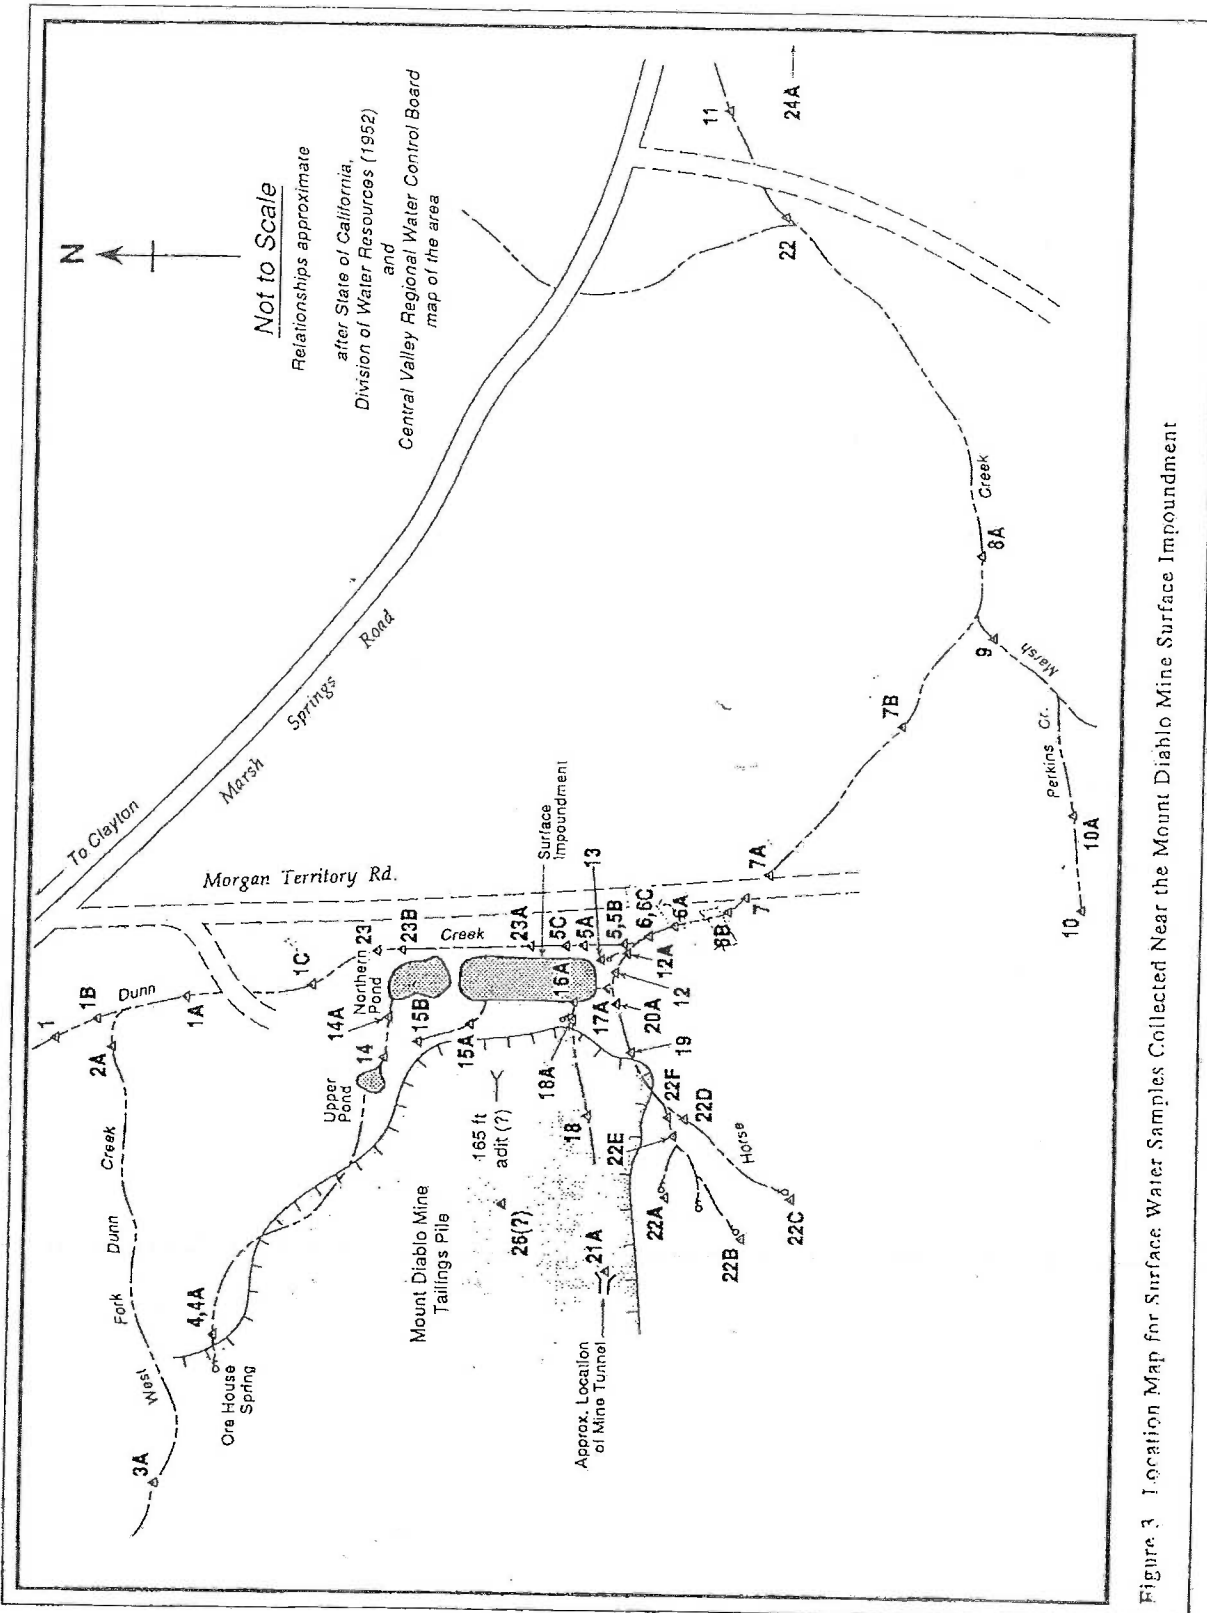 N
Not to Scale
Relationships approximate
after State of California,
Division of Water Resources (1952)
and
Central Valley Regional Water Control Board
map of the area
To Clayton
Marsh Springs Road
Morgan Territory Rd.
1
1B
2A
Dunn
1A
1C
23
23B
Creek
23A
5C
5A
5,5B
6,6C
6A
6B
7
7A
7B
Surface
Impoundment
13
Northern
Pond
14A
14
15B
15A
16A
17A
12A
12
20A
19
18A
18
Upper
Pond
165 ft
adit (?)
26(?)
Mount Diablo Mine
Tailings Pile
21A
Approx. Location
of Mine Tunnel
22E
22F
22D
Horse
22A
22B
22C
4,4A
Ore House
Spring
3A
West Fork Dunn Creek
11
24A
22
Creek
8A
9
Marsh
Perkins Cr.
10A
10
Figure 3 Location Map for Surface Water Samples Collected Near the Mount Diablo Mine Surface Impoundment